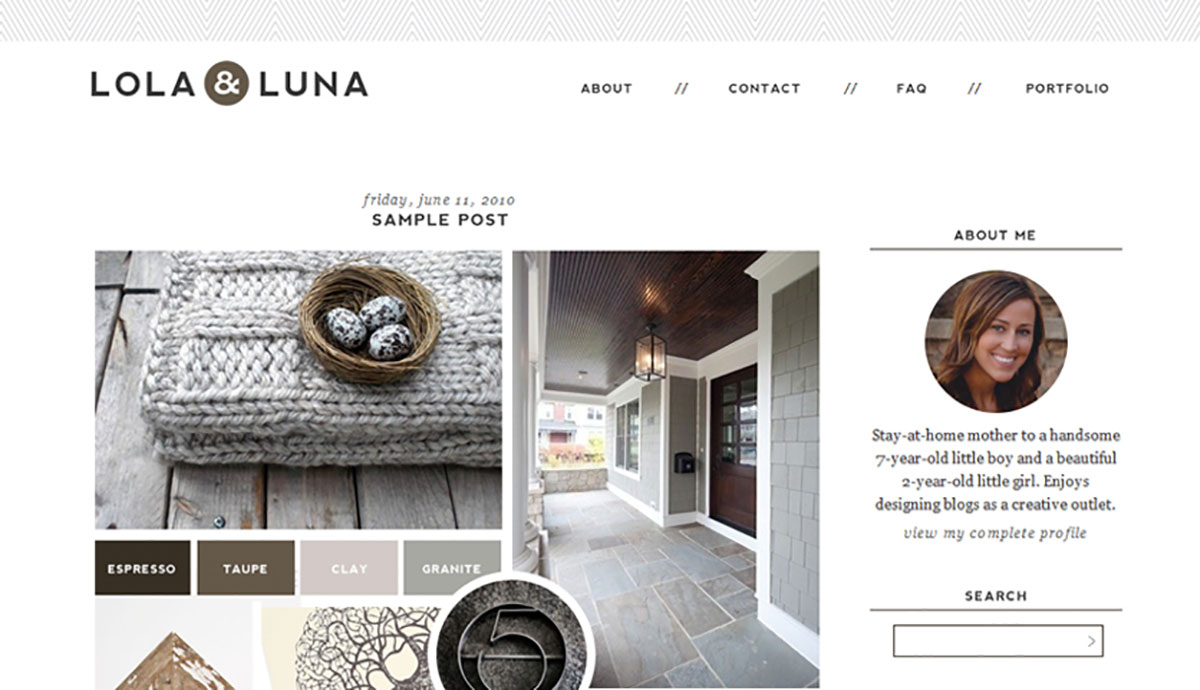 LOLA & LUNA
ABOUT // CONTACT // FAQ // PORTFOLIO
friday, june 11, 2010
SAMPLE POST
ESPRESSO
TAUPE
CLAY
GRANITE
5
ABOUT ME
Stay-at-home mother to a handsome
7-year-old little boy and a beautiful
2-year-old little girl. Enjoys
designing blogs as a creative outlet.
view my complete profile
SEARCH
>